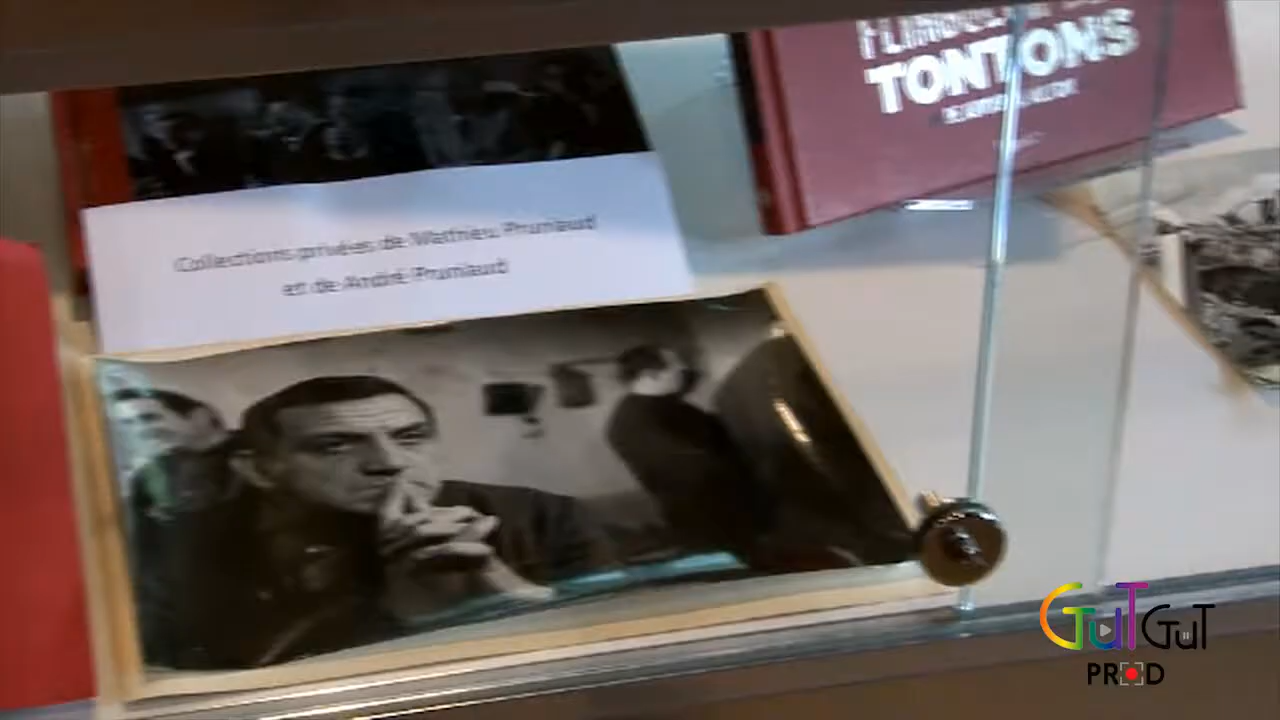 TONTONS
Collections privées de Mathieu Pruniaud
et de André Pruniaud
GUT GUT
PROD